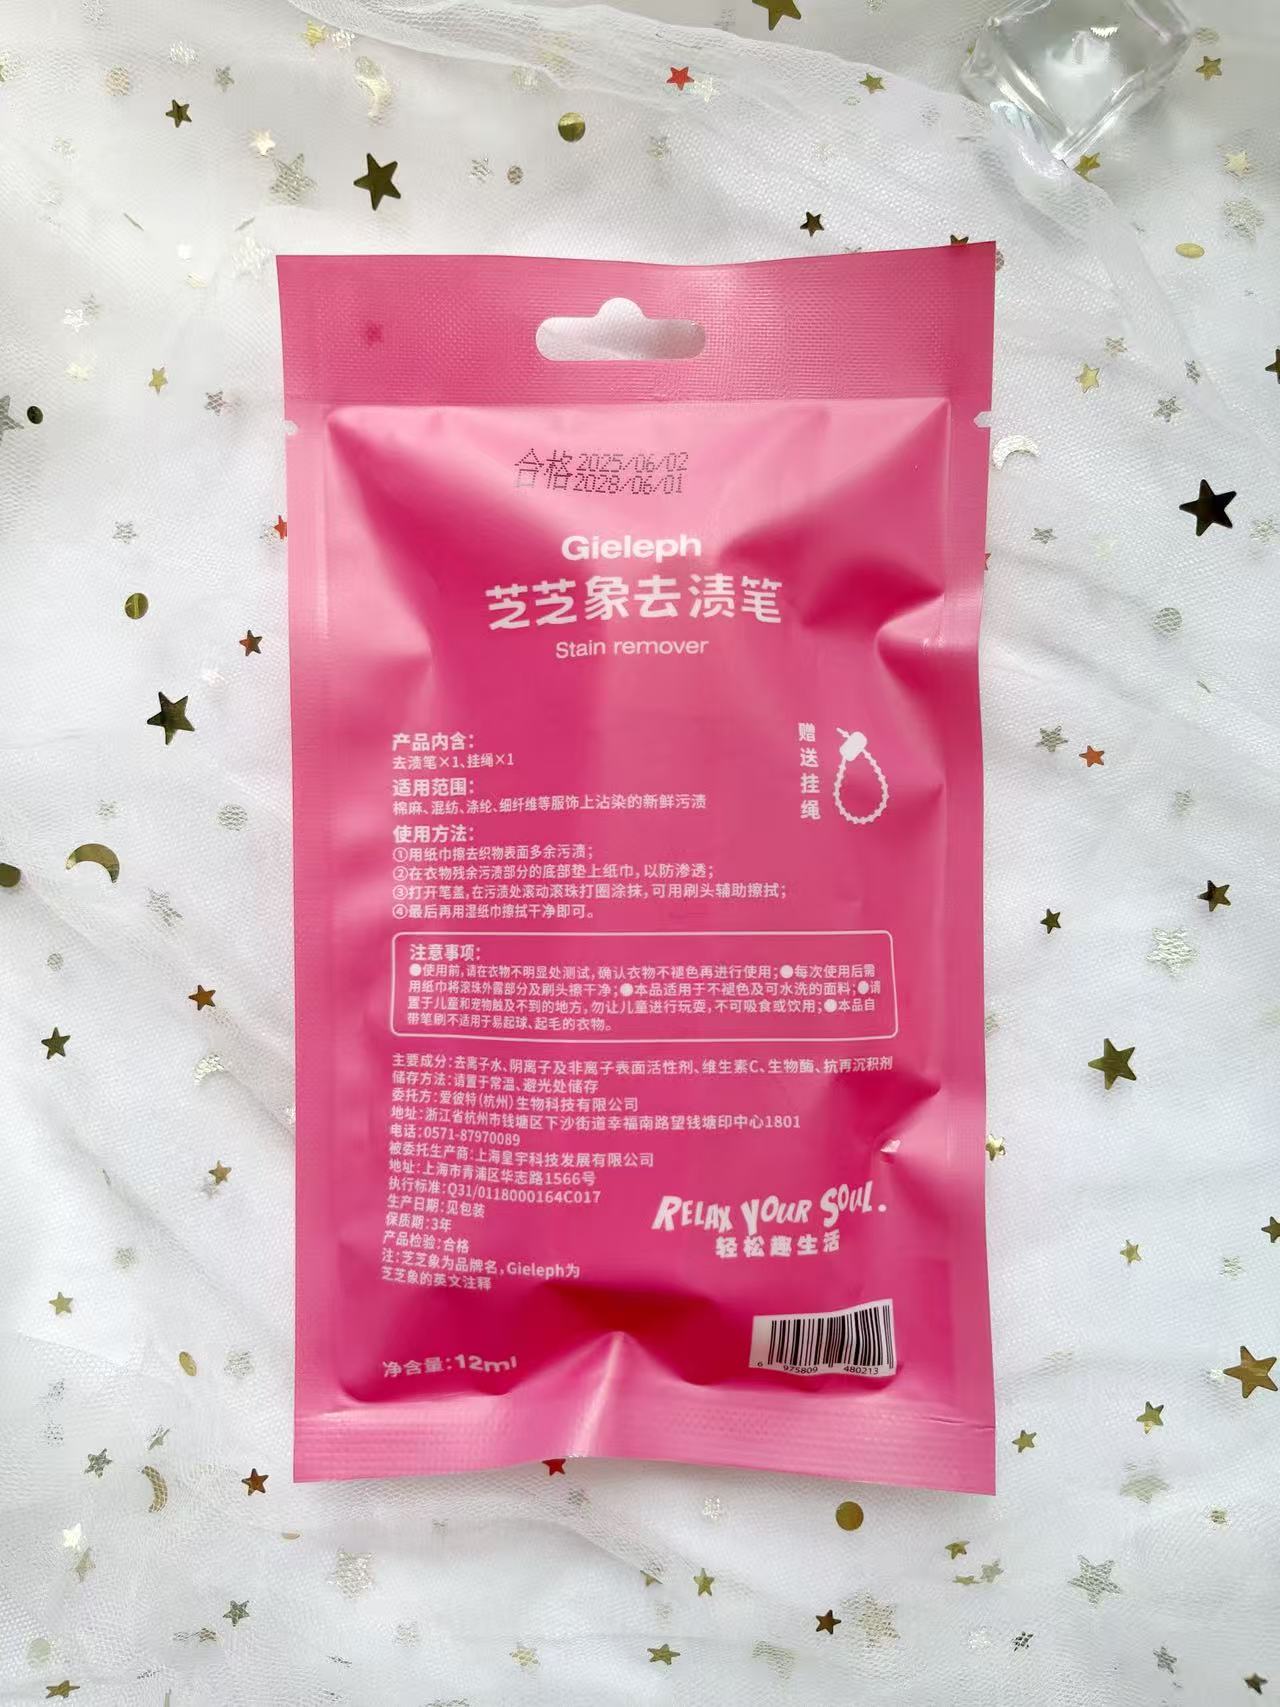 合格 2025/06/02
2028/06/01
Gieleph
芝芝象去渍笔
Stain remover
产品内含：
去渍笔×1、挂绳×1
赠送挂绳
适用范围：
棉麻、混纺、涤纶、细纤维等服饰上沾染的新鲜污渍
使用方法：
①用纸巾擦去织物表面多余污渍；
②在衣物残余污渍部分的底部垫上纸巾，以防渗透；
③打开笔盖，在污渍处滚动滚珠打圈涂抹，可用刷头辅助擦拭；
④最后再用湿纸巾擦拭干净即可。
注意事项：
●使用前，请在衣物不明显处测试，确认衣物不褪色再进行使用；●每次使用后需
用纸巾将滚珠外露部分及刷头擦干净；●本品适用于不褪色及可水洗的面料；●请
置于儿童和宠物触及不到的地方，勿让儿童进行玩耍，不可吸食或饮用；●本品自
带笔刷不适用于易起球、起毛的衣物。
主要成分：去离子水、阴离子及非离子表面活性剂、维生素C、生物酶、抗再沉积剂
储存方法：请置于常温、避光处储存
委托方：爱彼特（杭州）生物科技有限公司
地址：浙江省杭州市钱塘区下沙街道幸福南路望钱塘印中心1801
电话：0571-87970089
被委托生产商：上海皇宇科技发展有限公司
地址：上海市青浦区华志路1566号
执行标准：Q31/0118000164C017
生产日期：见包装
保质期：3年
产品检验：合格
注：芝芝象为品牌名，Gieleph为
芝芝象的英文注释
RELAX YOUR SOUL.
轻松趣生活
净含量：12ml
6 975809 480213